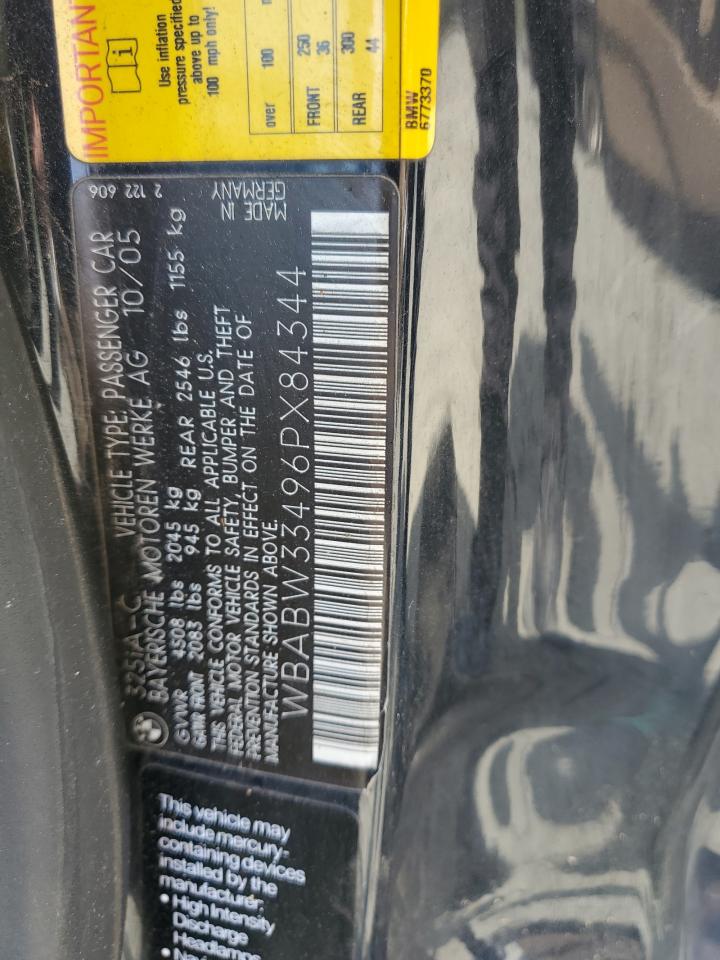 325iA-C VEHICLE TYPE: PASSENGER CAR
BAYERISCHE MOTOREN WERKE AG 10/05
GVWR 4508 lbs 2045 kg
GAWR FRONT 2083 lbs 945 kg REAR 2546 lbs 1155 kg
THIS VEHICLE CONFORMS TO ALL APPLICABLE U.S.
FEDERAL MOTOR VEHICLE SAFETY, BUMPER AND THEFT
PREVENTION STANDARDS IN EFFECT ON THE DATE OF
MANUFACTURE SHOWN ABOVE.
WBABW33496PX84344
2 122 606
MADE IN
GERMANY
IMPORTAN
i
Use inflation
pressure specified
above up to
100 mph only!
over 100
FRONT 250
36
REAR 300
44
BMW
6773370
This vehicle may
include mercury-
containing devices
installed by the
manufacturer:
• High Intensity
Discharge
Headlamps
• Nav